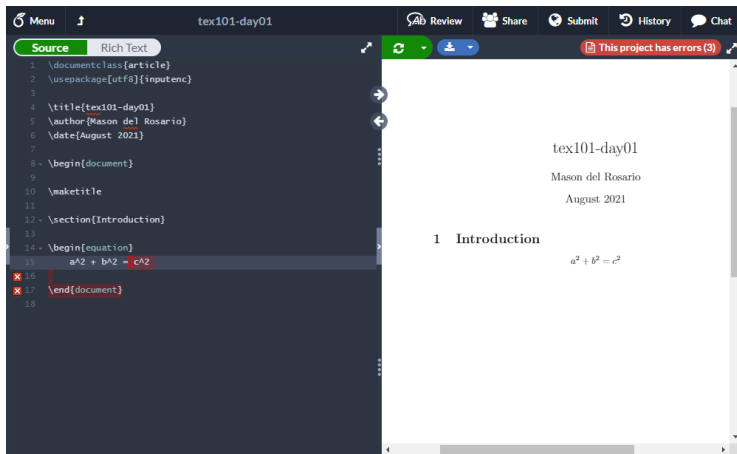 Menu
tex101-day01
Review
Share
Submit
History
Chat
Source
Rich Text
This project has errors (3)
1 \documentclass{article}
2 \usepackage[utf8]{inputenc}
3
4 \title{tex101-day01}
5 \author{Mason del Rosario}
6 \date{August 2021}
7
8 \begin{document}
9
10 \maketitle
11
12 \section{Introduction}
13
14 \begin{equation}
15 a^2 + b^2 = c^2
16
17 \end{document}
18
tex101-day01
Mason del Rosario
August 2021
1 Introduction
a² + b² = c²